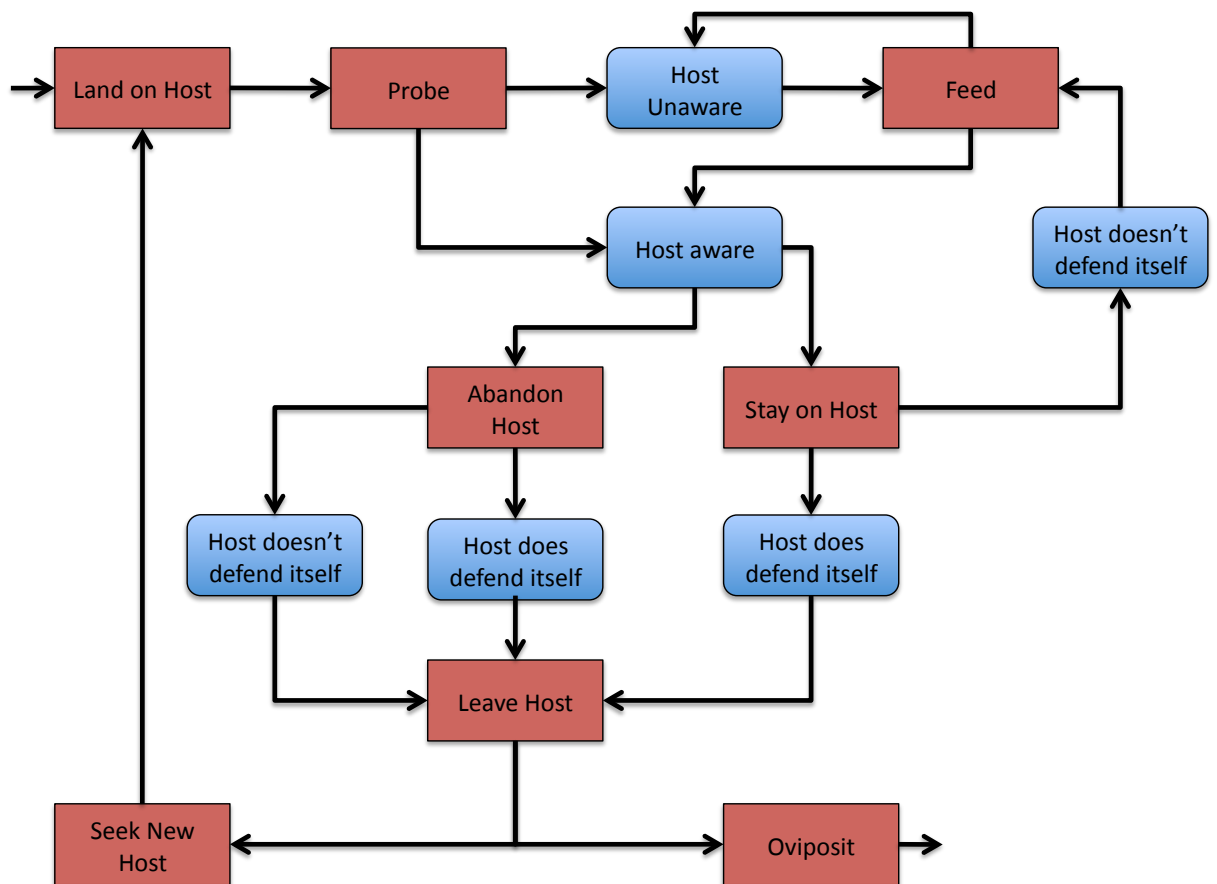 Land on Host
Probe
Host
Unaware
Feed
Host aware
Host doesn't
defend itself
Abandon
Host
Stay on Host
Host doesn't
defend itself
Host does
defend itself
Host does
defend itself
Leave Host
Seek New
Host
Oviposit